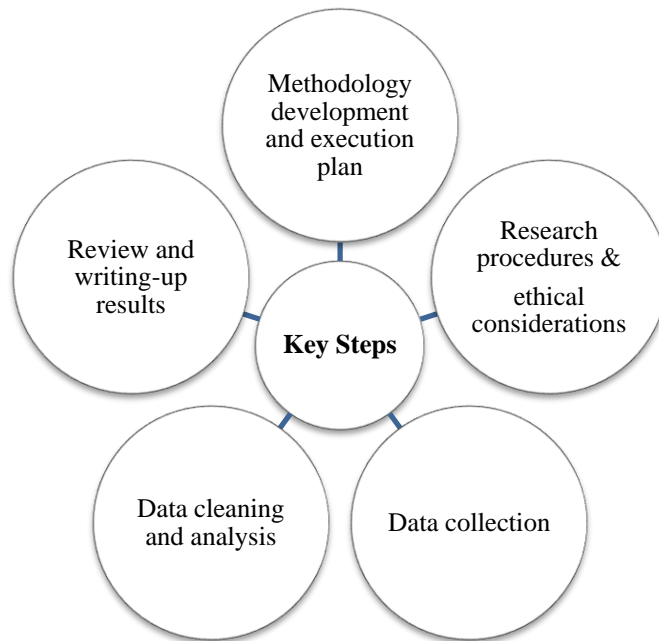 Methodology
development
and execution
plan
Research
procedures &
ethical
considerations
Data collection
Data cleaning
and analysis
Review and
writing-up
results
Key Steps